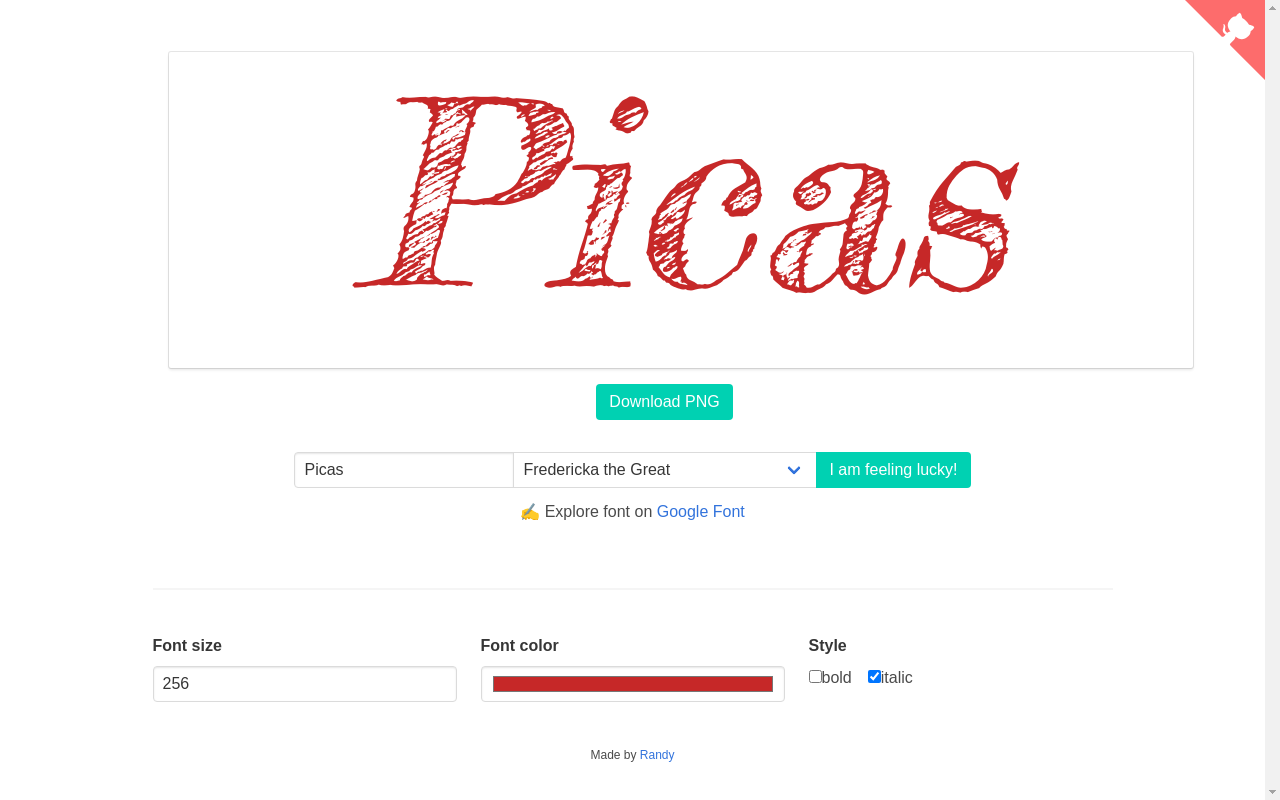 Picas
Download PNG
Picas Fredericka the Great I am feeling lucky!
✍️ Explore font on Google Font
Font size Font color Style
256 bold italic
Made by Randy